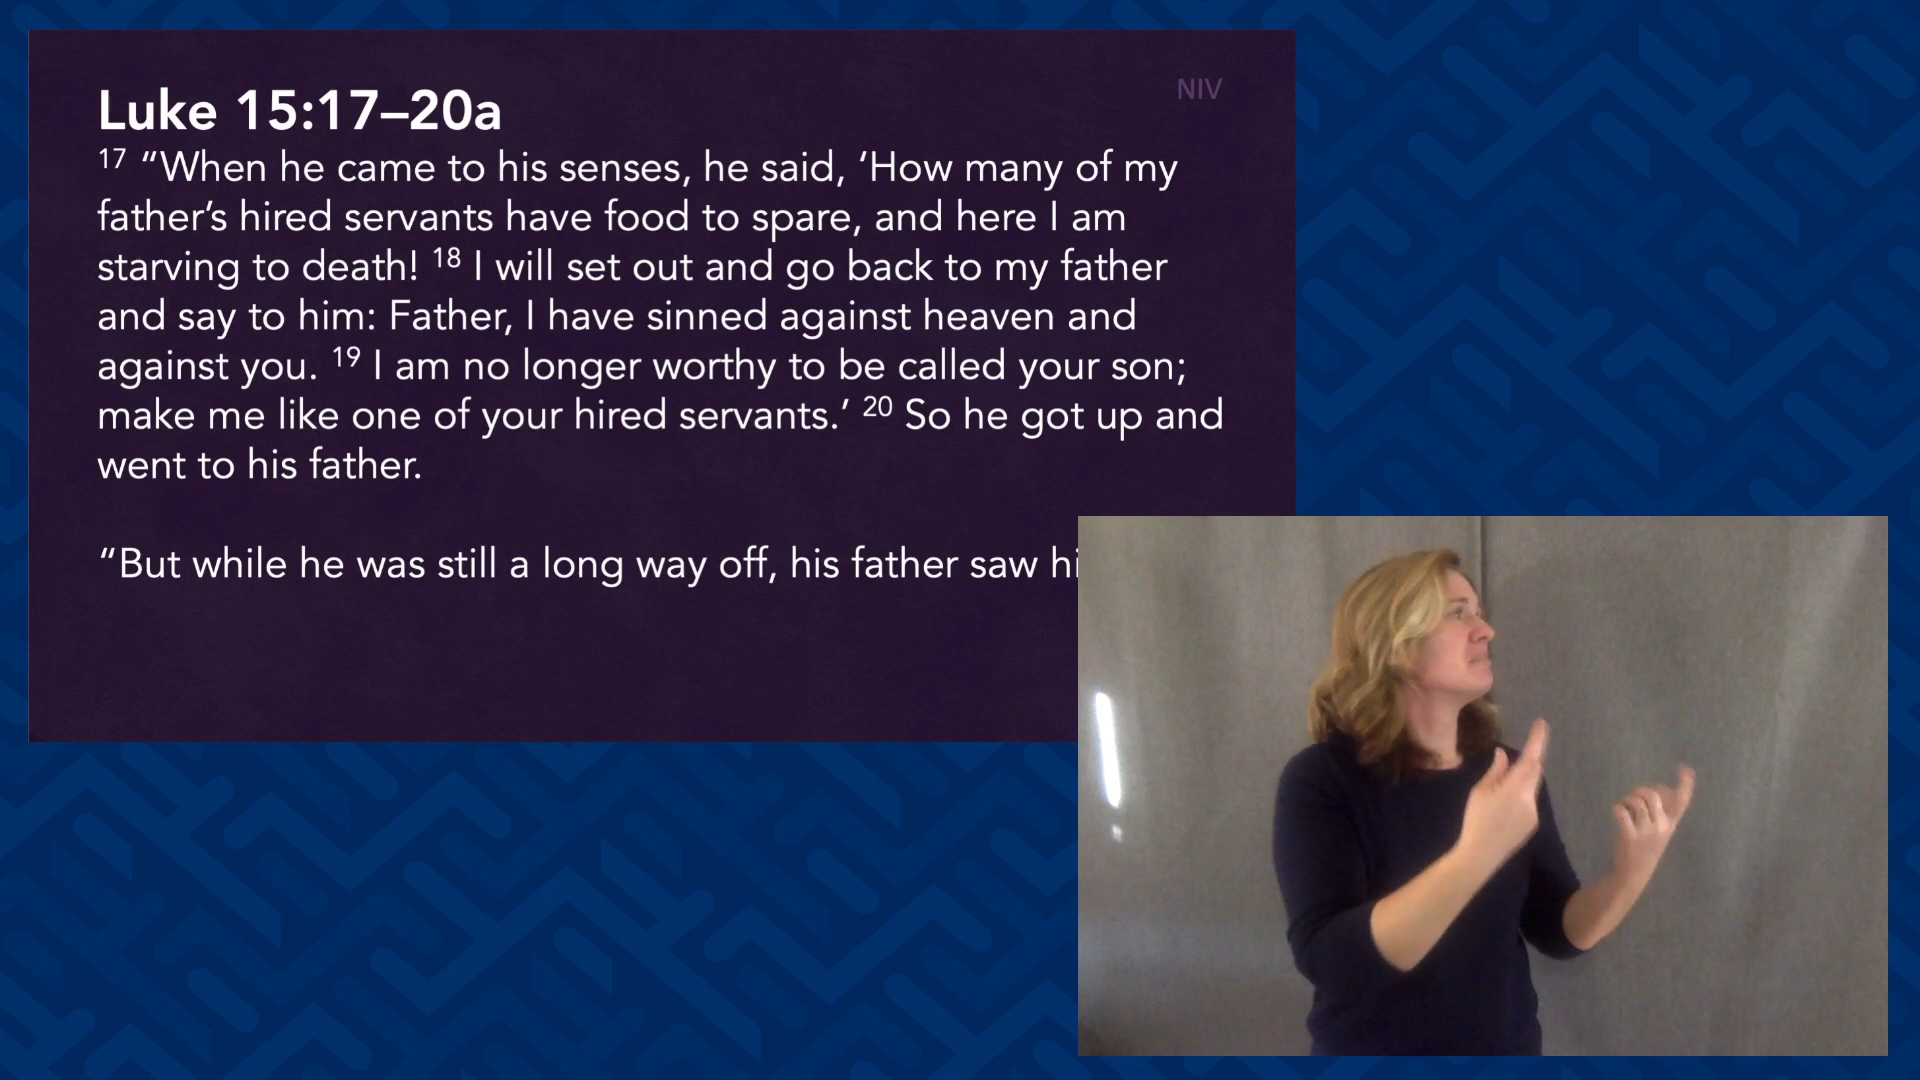 NIV
Luke 15:17–20a
17 “When he came to his senses, he said, ‘How many of my
father’s hired servants have food to spare, and here I am
starving to death! 18 I will set out and go back to my father
and say to him: Father, I have sinned against heaven and
against you. 19 I am no longer worthy to be called your son;
make me like one of your hired servants.’ 20 So he got up and
went to his father.
“But while he was still a long way off, his father saw hi